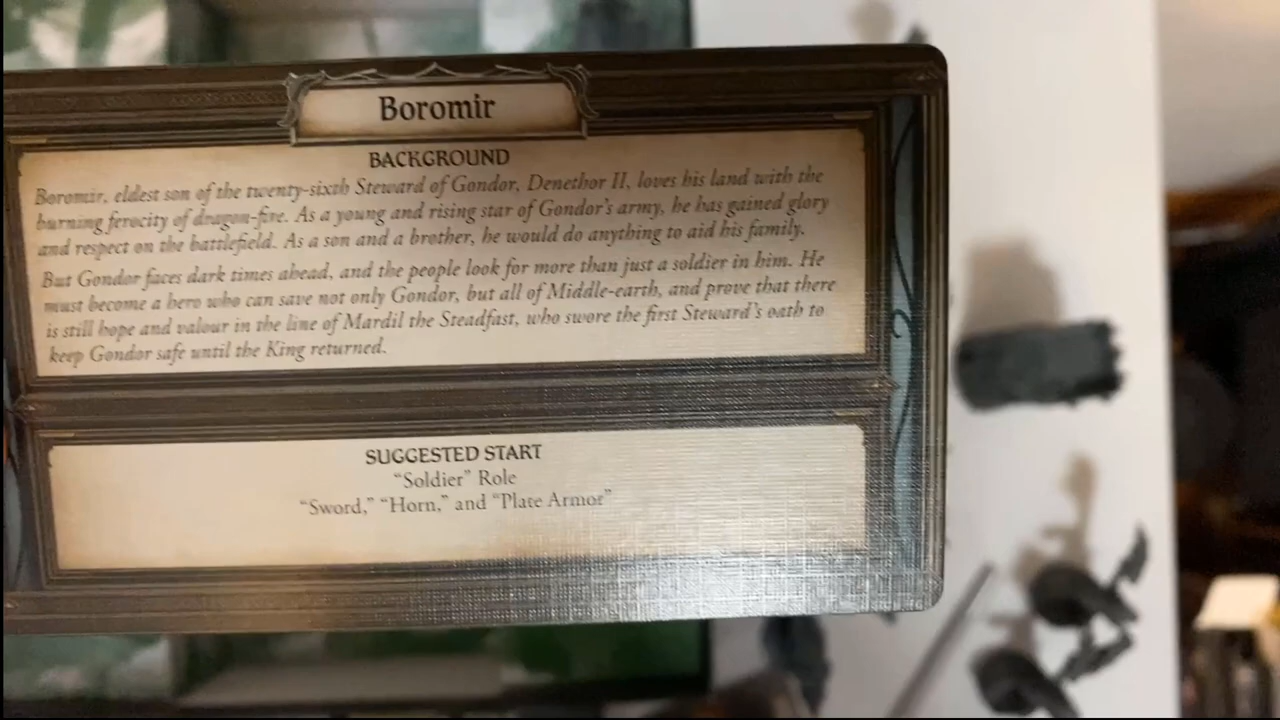 Boromir
BACKGROUND
Boromir, eldest son of the twenty-sixth Steward of Gondor, Denethor II, loves his land with the
burning ferocity of dragon-fire. As a young and rising star of Gondor's army, he has gained glory
and respect on the battlefield. As a son and a brother, he would do anything to aid his family.
But Gondor faces dark times ahead, and the people look for more than just a soldier in him. He
must become a hero who can save not only Gondor, but all of Middle-earth, and prove that there
is still hope and valour in the line of Mardil the Steadfast, who swore the first Steward's oath to
keep Gondor safe until the King returned.
SUGGESTED START
“Soldier” Role
“Sword,” “Horn,” and “Plate Armor”